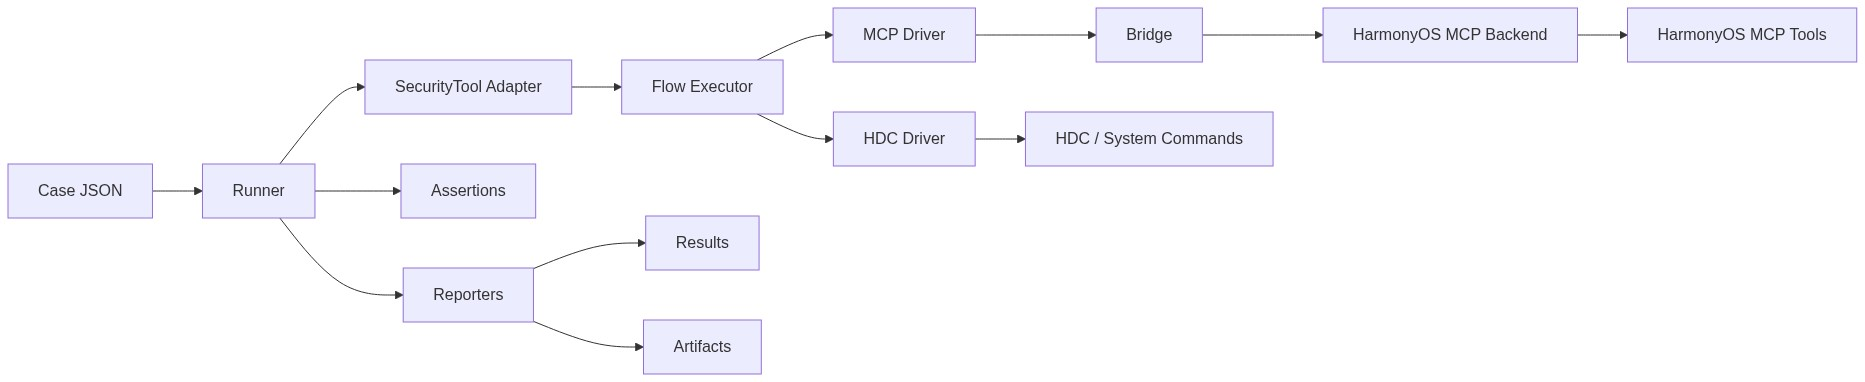 MCP Driver
Bridge
HarmonyOS MCP Backend
HarmonyOS MCP Tools
SecurityTool Adapter
Flow Executor
HDC Driver
HDC / System Commands
Case JSON
Runner
Assertions
Results
Reporters
Artifacts